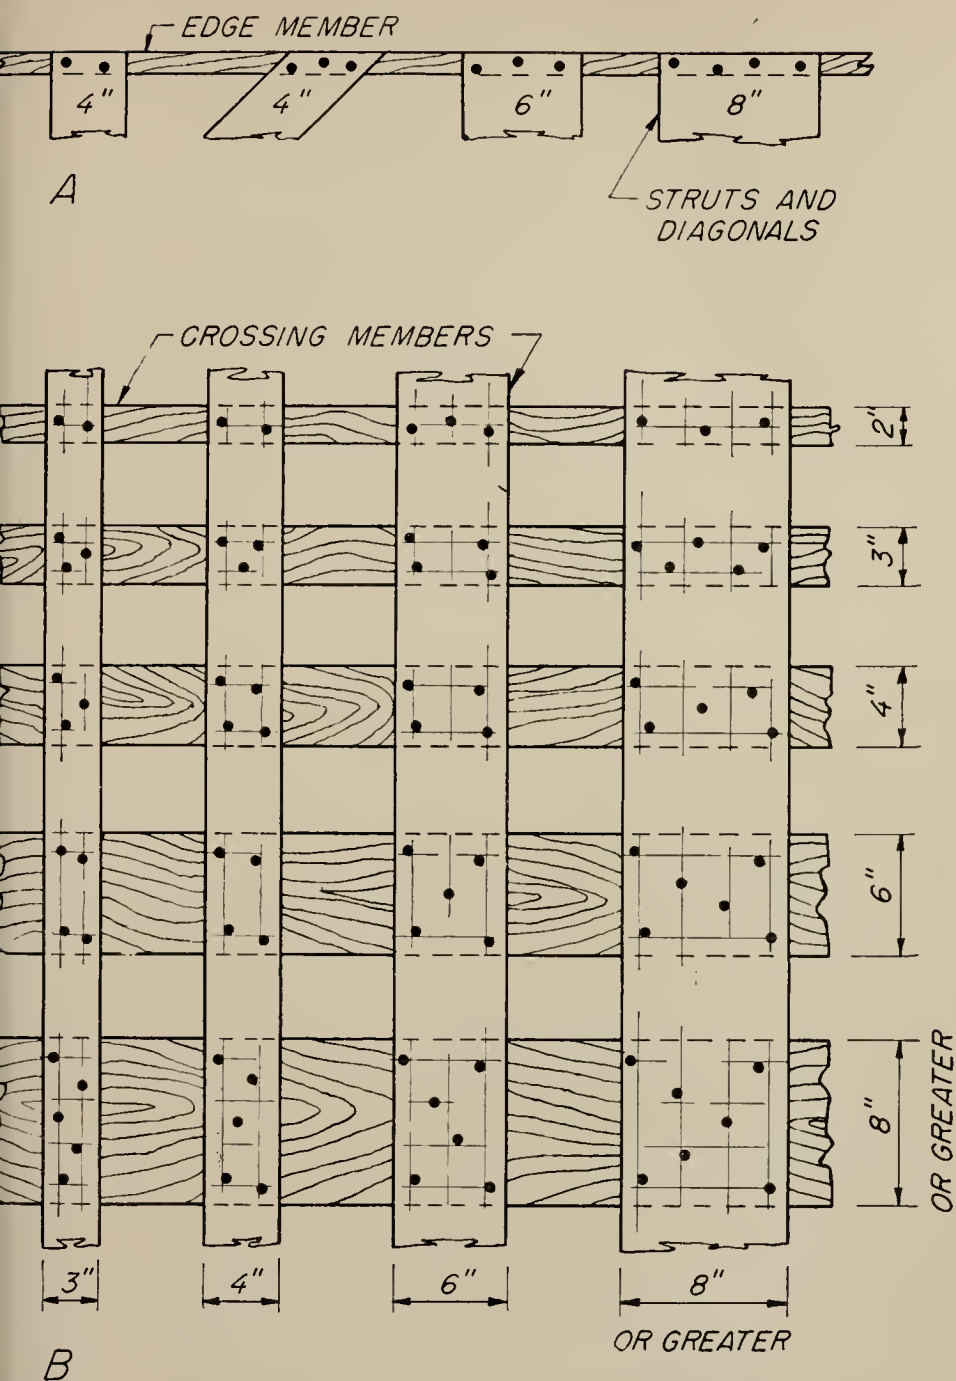 EDGE MEMBER
4" 4" 6" 8"
A
STRUTS AND
DIAGONALS
CROSSING MEMBERS
2"
3"
4"
6"
8"
OR GREATER
3" 4" 6" 8"
OR GREATER
B